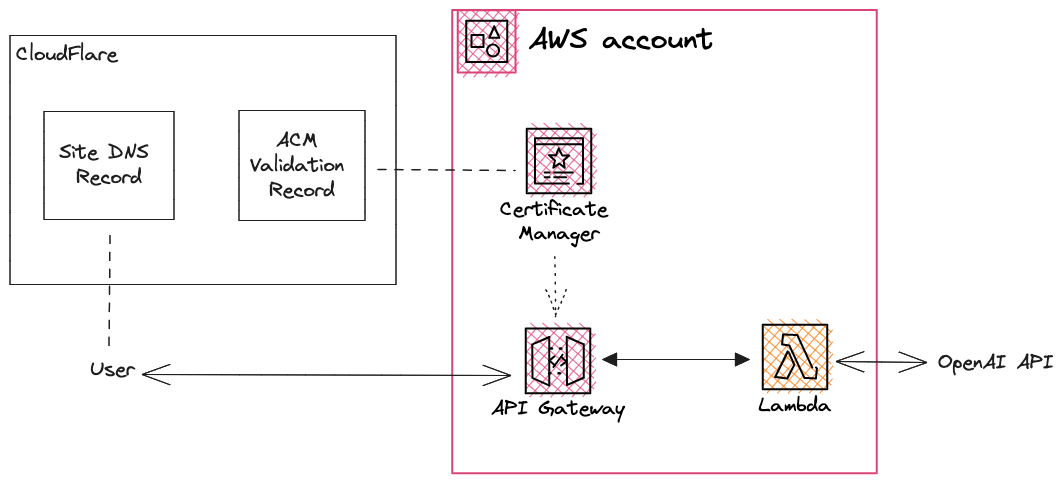 CloudFlare
Site DNS
Record
ACM
Validation
Record
AWS account
Certificate
Manager
User
API Gateway
Lambda
OpenAI API